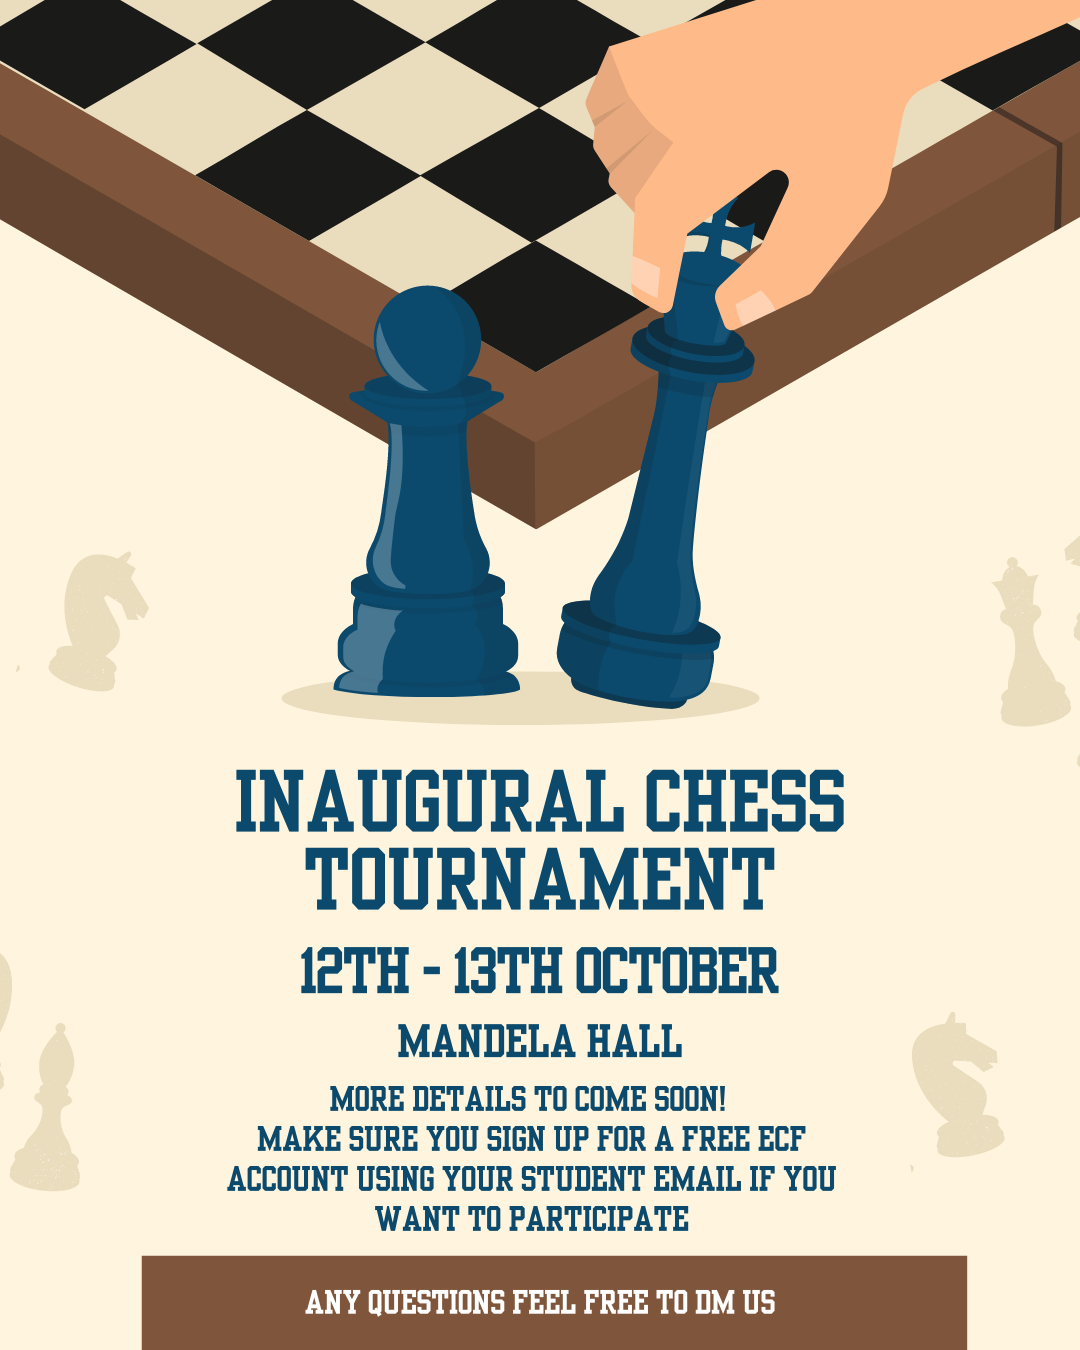 INAUGURAL CHESS
TOURNAMENT
12TH - 13TH OCTOBER
MANDELA HALL
MORE DETAILS TO COME SOON!
MAKE SURE YOU SIGN UP FOR A FREE ECF
ACCOUNT USING YOUR STUDENT EMAIL IF YOU
WANT TO PARTICIPATE
ANY QUESTIONS FEEL FREE TO DM US